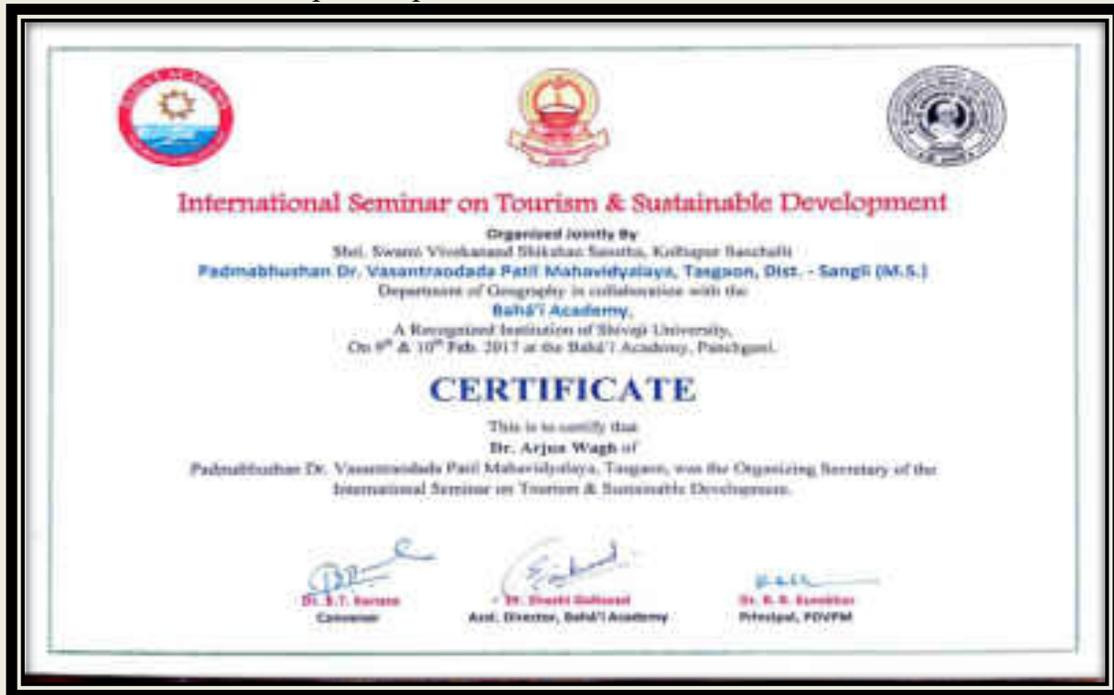 International Seminar on Tourism & Sustainable Development
Organized Jointly By
Shri. Swami Vivekanand Shikshan Sanstha, Kolhapur
Padmabhushan Dr. Vasantraodada Patil Mahavidyalaya, Tasgaon, Dist. - Sangli (M.S.)
Department of Geography in collaboration with the
Bahá'í Academy,
A Recognized Institution of Shivaji University,
On 9th & 10th Feb. 2017 at the Bahá'í Academy, Panchgani.
CERTIFICATE
This is to certify that
Dr. Arjun Wagh of
Padmabhushan Dr. Vasantraodada Patil Mahavidyalaya, Tasgaon, was the Organizing Secretary of the
International Seminar on Tourism & Sustainable Development.
Convener
Director, Bahá'í Academy
Principal, PDVPM